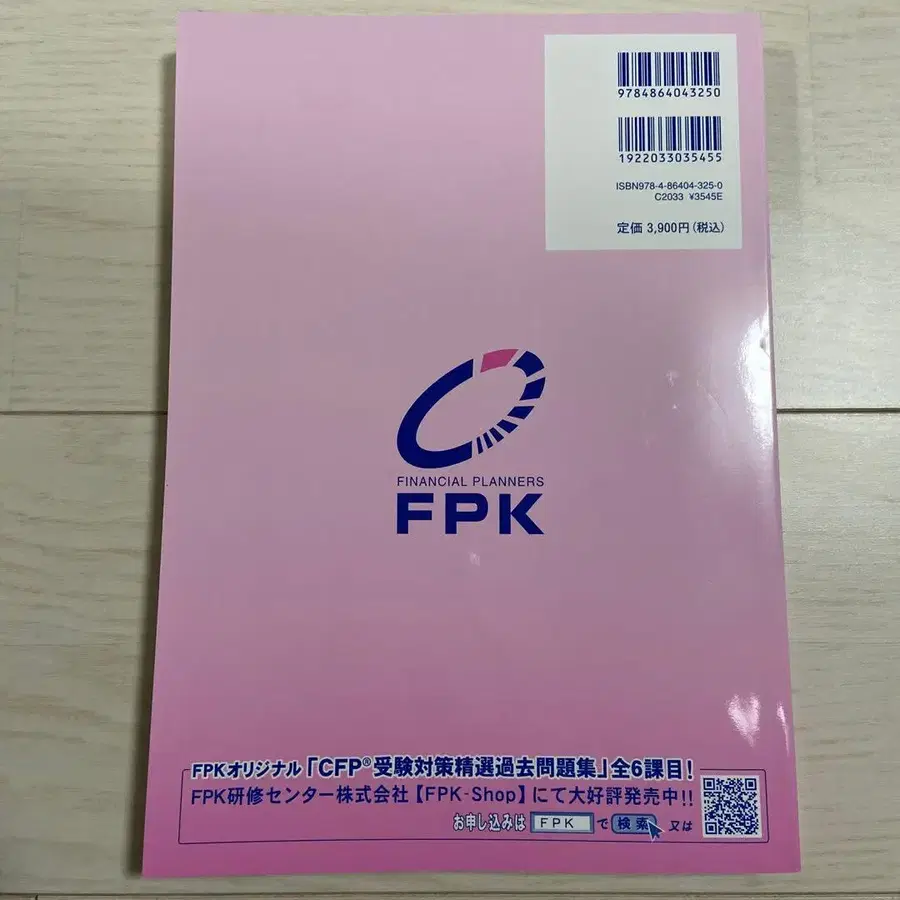 9784864043250
1922033035455
ISBN978-4-86404-325-0
C2033 ¥3545E
定価 3,900円(税込)
FINANCIAL PLANNERS
FPK
FPKオリジナル「CFP®受験対策精選過去問題集」全6課目!
FPK研修センター株式会社【FPK-Shop】にて大好評発売中!!
お申し込みは FPK で 検索 又は